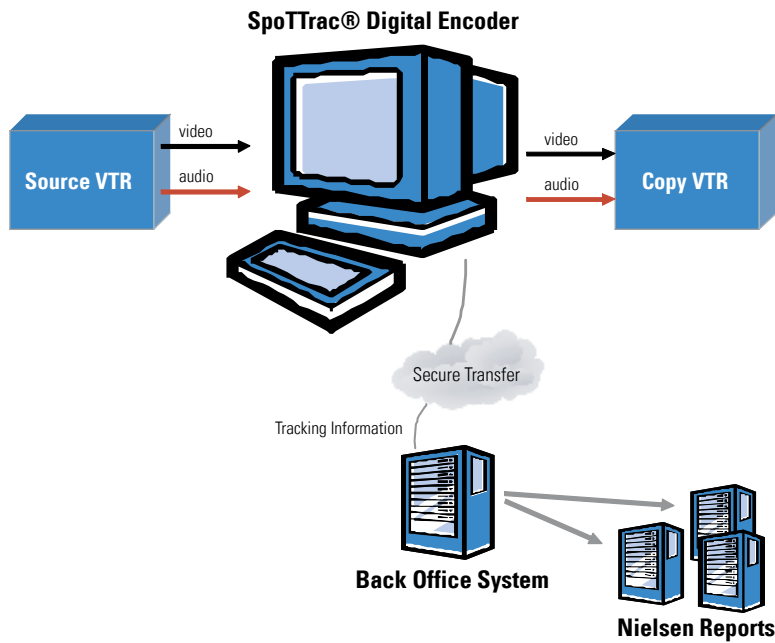 SpoTTrac® Digital Encoder
video
audio
Source VTR
video
audio
Copy VTR
Secure Transfer
Tracking Information
Back Office System
Nielsen Reports